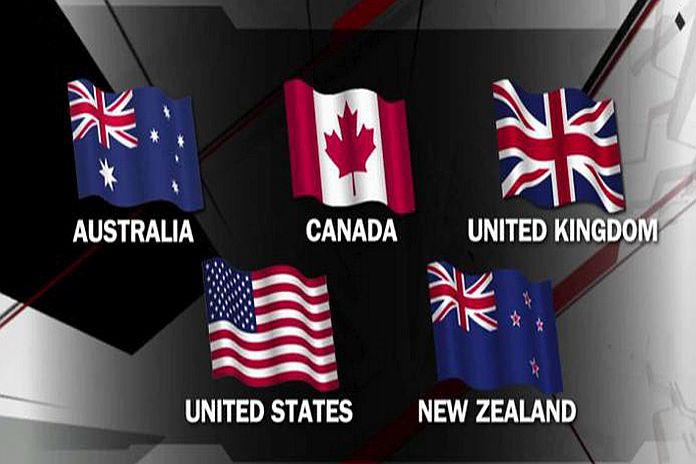 AUSTRALIA
CANADA
UNITED KINGDOM
UNITED STATES
NEW ZEALAND